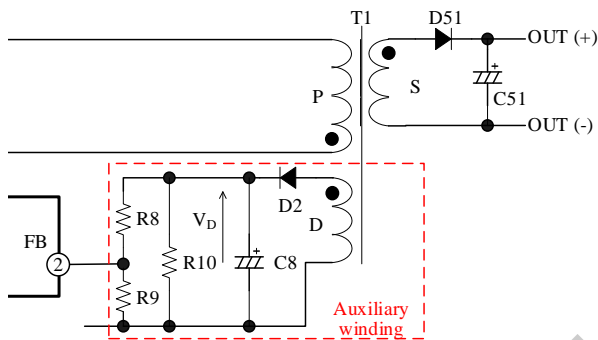 T1
D51
OUT (+)
P
S
C51
OUT (-)
D2
R8
VD
D
FB
2
R10
C8
R9
Auxiliary
winding